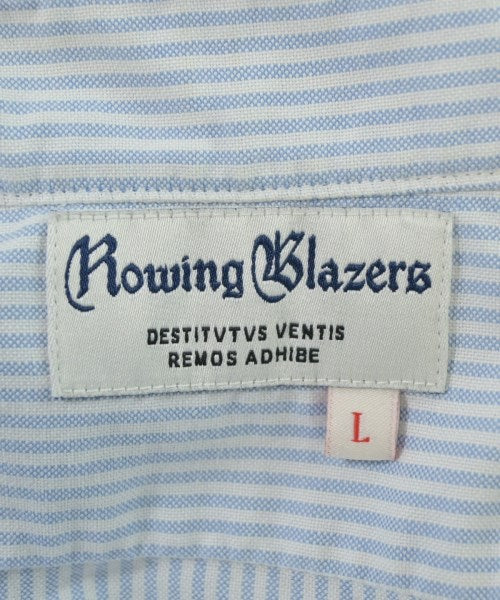 Rowing Blazers
DESTITVTVS VENTIS
REMOS ADHIBE
L